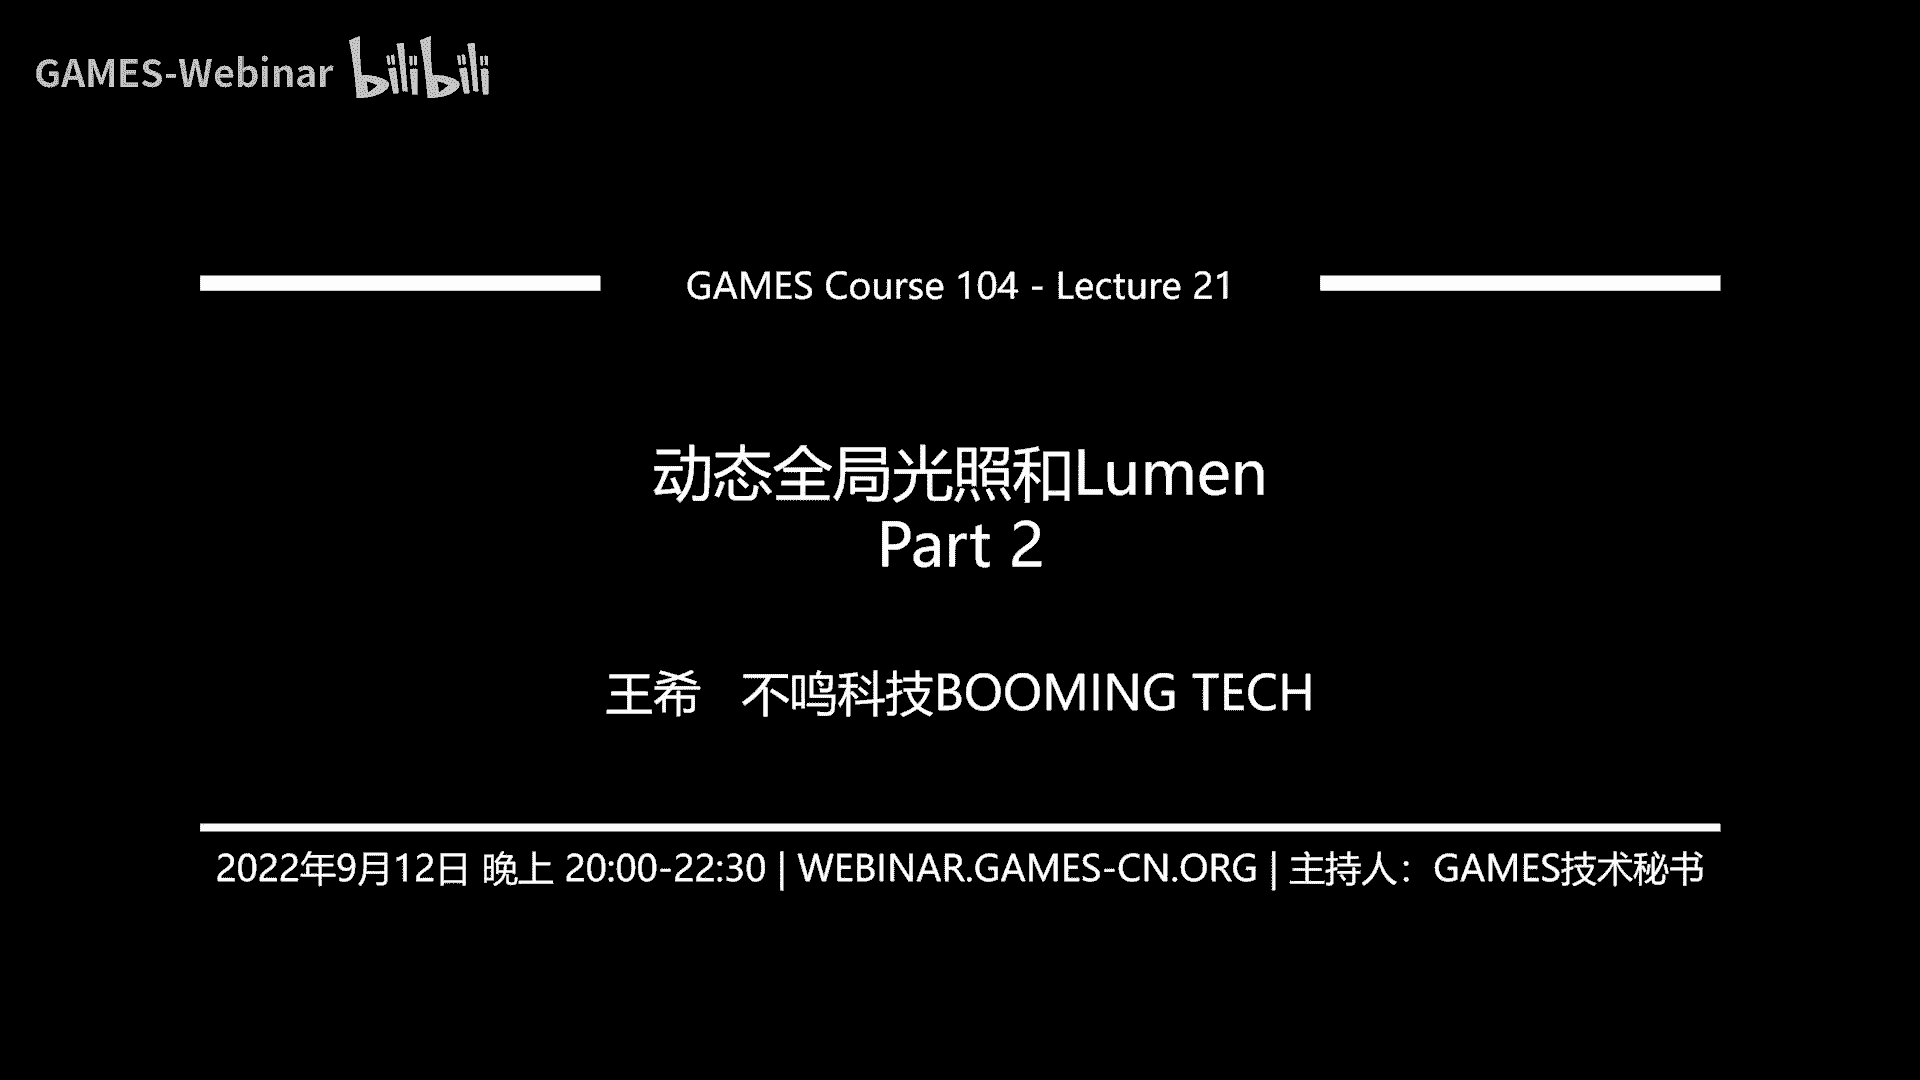 GAMES-Webinar bilibili
GAMES Course 104 - Lecture 21
动态全局光照和Lumen
Part 2
王希 不鸣科技BOOMING TECH
2022年9月12日 晚上 20:00-22:30 | WEBINAR.GAMES-CN.ORG | 主持人：GAMES技术秘书